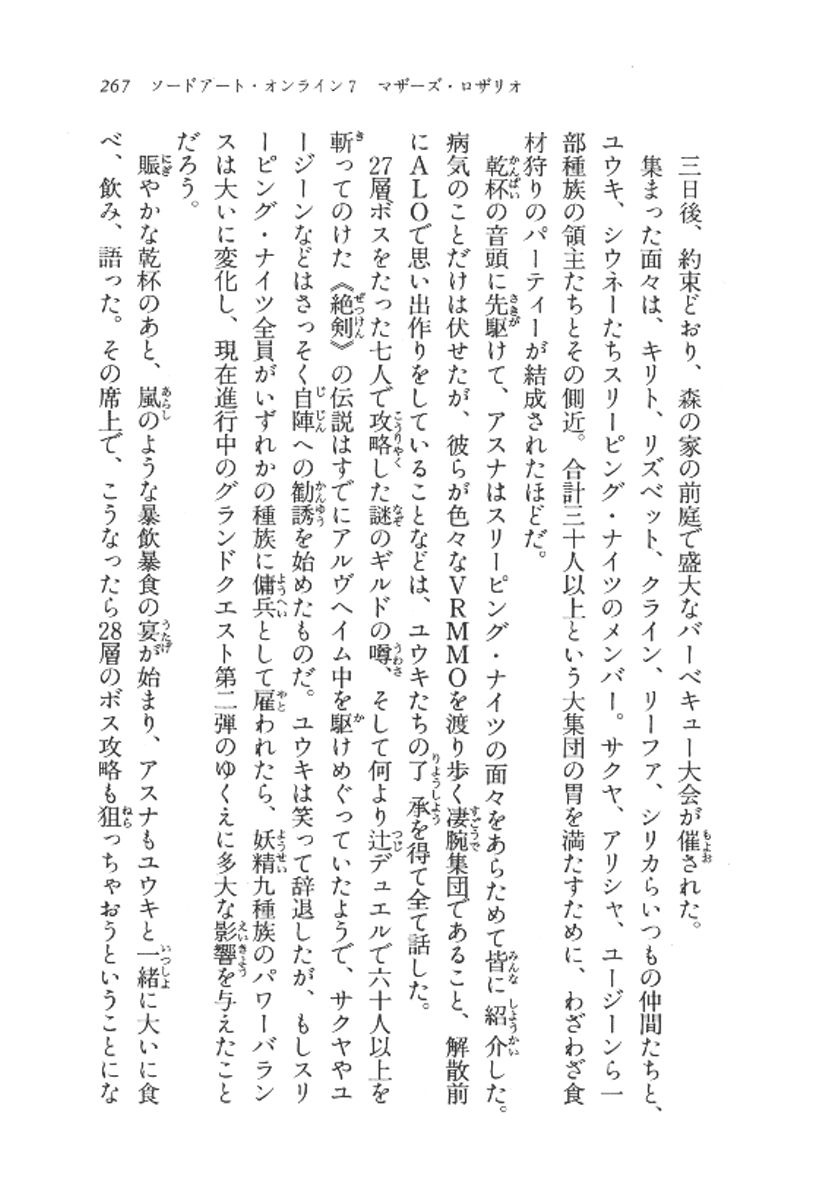 267　ソードアート・オンライン7　マザーズ・ロザリオ
三日後、約束どおり、森の家の前庭で盛大なバーベキュー大会が催された。
集まった面々は、キリト、リズベット、クライン、リーファ、シリカらいつもの仲間たちと、
ユウキ、シウネーたちスリーピング・ナイツのメンバー。サクヤ、アリシャ、ユージーンら一
部種族の領主たちとその側近。合計三十人以上という大集団の胃を満たすために、わざわざ食
材狩りのパーティーが結成されたほどだ。
乾杯の音頭に先駆けて、アスナはスリーピング・ナイツの面々をあらためて皆に紹介した。
病気のことだけは伏せたが、彼らが色々なVRMMOを渡り歩く凄腕集団であること、解散前
にALOで思い出作りをしていることなどは、ユウキたちの了承を得て全て話した。
27層ボスをたった七人で攻略した謎のギルドの噂、そして何より辻デュエルで六十人以上を
斬ってのけた《絶剣》の伝説はすでにアルヴヘイム中を駆けめぐっていたようで、サクヤやユ
ージーンなどはさっそく自陣への勧誘を始めたものだ。ユウキは笑って辞退したが、もしスリ
ーピング・ナイツ全員がいずれかの種族に傭兵として雇われたら、妖精九種族のパワーバラン
スは大いに変化し、現在進行中のグランドクエスト第二弾のゆくえに多大な影響を与えたこと
だろう。
賑やかな乾杯のあと、嵐のような暴飲暴食の宴が始まり、アスナもユウキと一緒に大いに食
べ、飲み、語った。その席上で、こうなったら28層のボス攻略も狙っちゃおうということにな